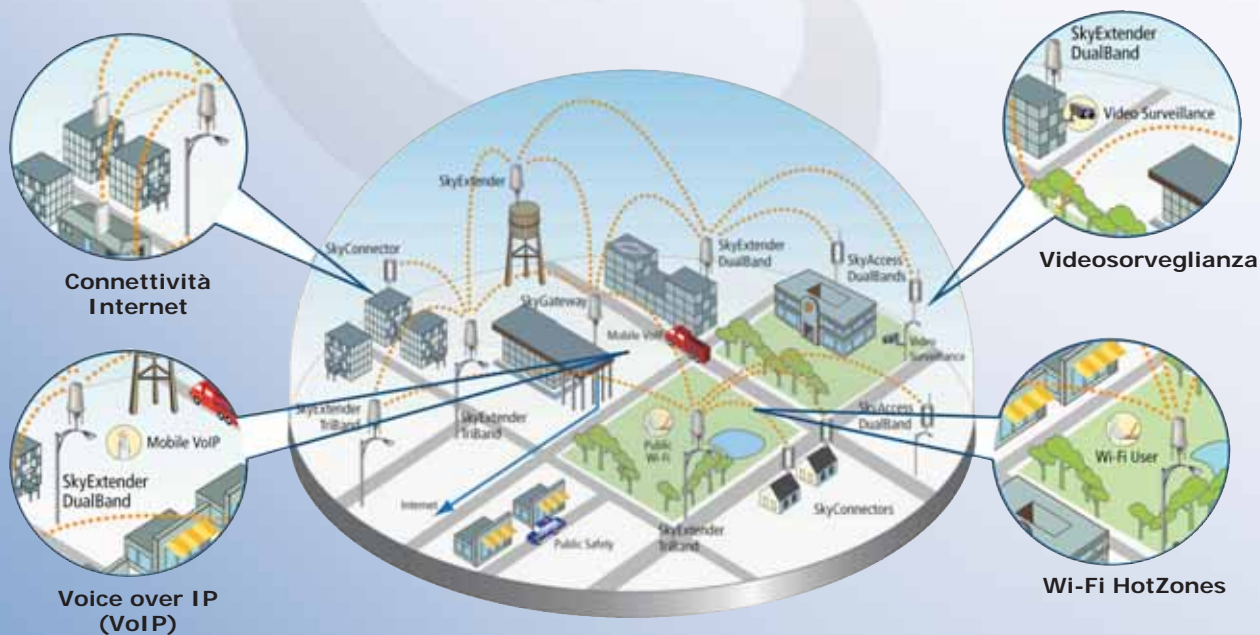 SkyExtender
DualBand
Video Surveillance
Videosorveglianza
Connettività
Internet
SkyExtender
SkyConnector
SkyExtender
DualBand
SkyAccess
DualBands
SkyGateway
Mobile VoIP
Video
Surveillance
SkyExtender
TriBand
SkyExtender
TriBand
Public
Wi-Fi
SkyAccess
DualBand
Internet
Public Safety
SkyExtender
TriBand
SkyConnectors
Mobile VoIP
SkyExtender
DualBand
Voice over IP
(VoIP)
Wi-Fi User
Wi-Fi HotZones